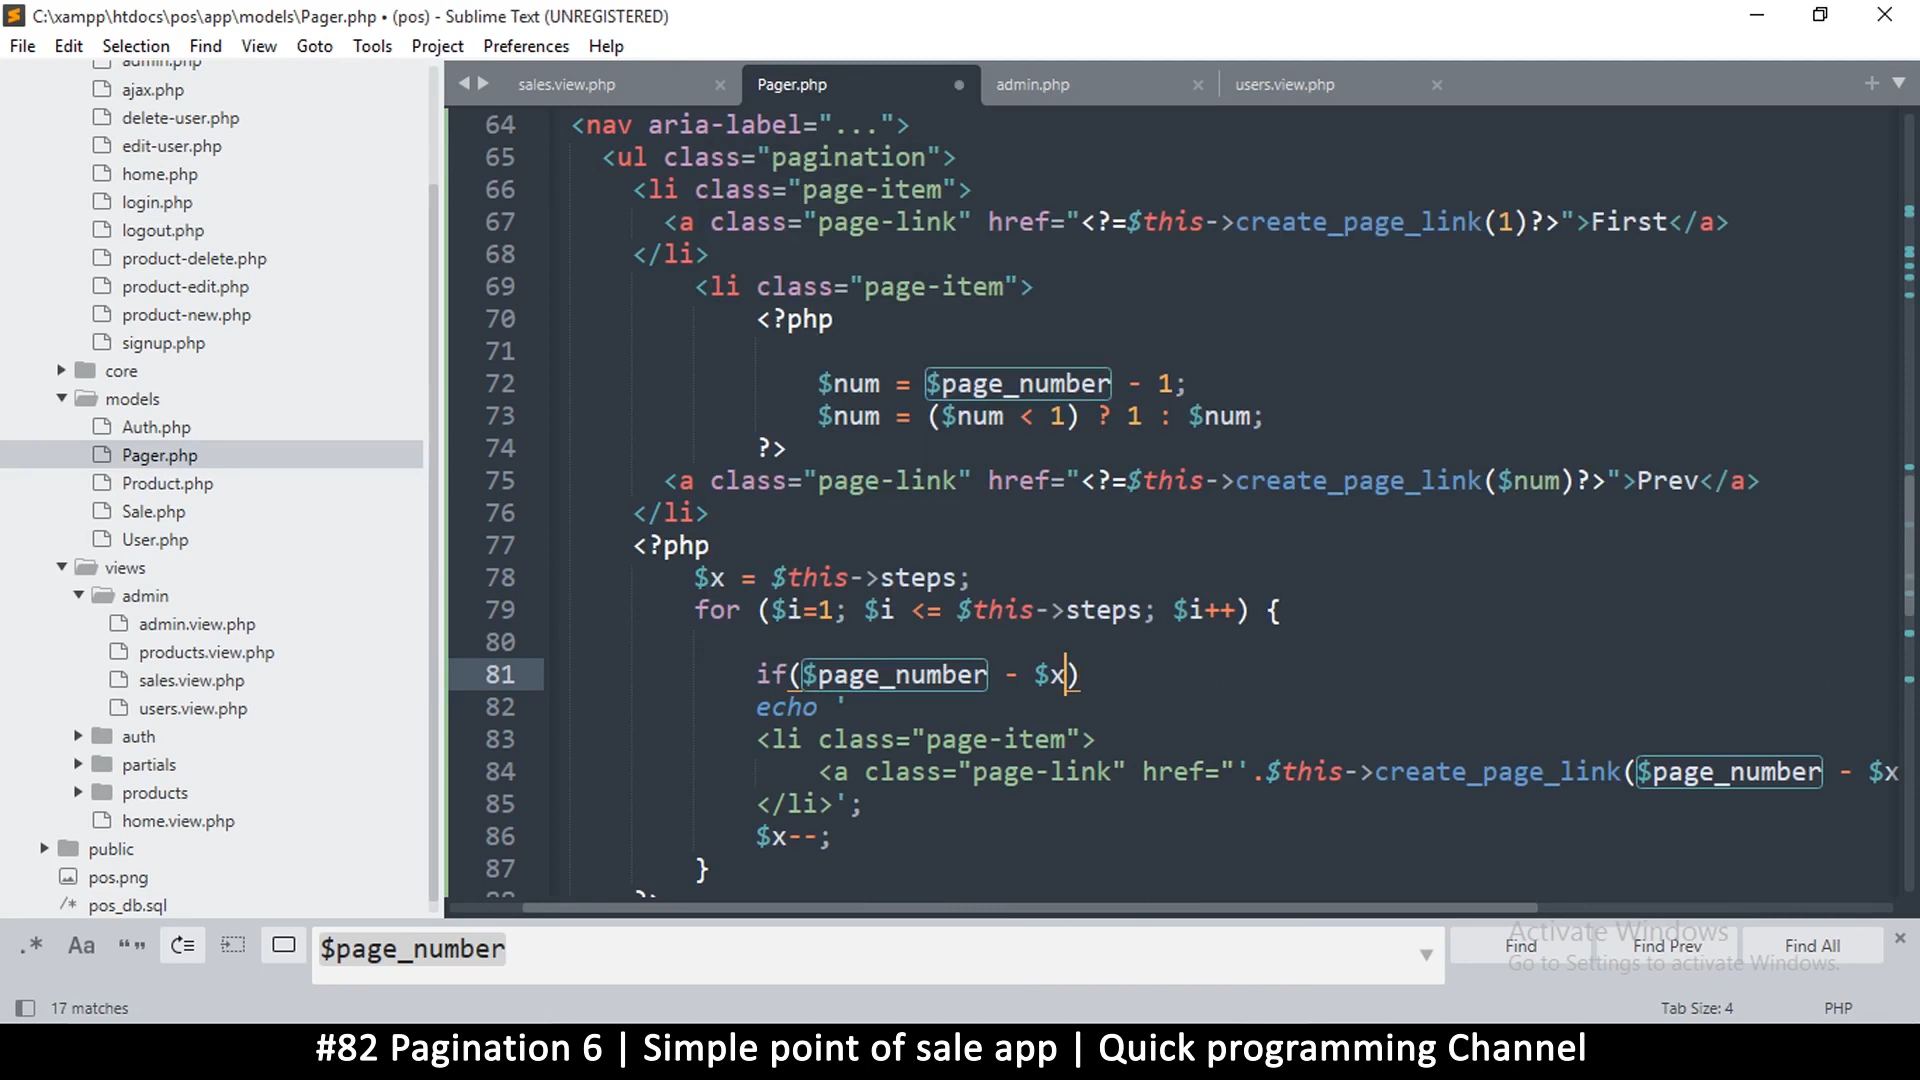 C:\xampp\htdocs\pos\app\models\Pager.php • (pos) - Sublime Text (UNREGISTERED)
File Edit Selection Find View Goto Tools Project Preferences Help
admin.php
ajax.php
delete-user.php
edit-user.php
home.php
login.php
logout.php
product-delete.php
product-edit.php
product-new.php
signup.php
core
models
Auth.php
Pager.php
Product.php
Sale.php
User.php
views
admin
admin.view.php
products.view.php
sales.view.php
users.view.php
auth
partials
products
home.view.php
public
pos.png
/* pos_db.sql
sales.view.php Pager.php admin.php users.view.php
64 <nav aria-label="...">
65 <ul class="pagination">
66 <li class="page-item">
67 <a class="page-link" href="<?=$this->create_page_link(1)?>">First</a>
68 </li>
69 <li class="page-item">
70 <?php
71
72 $num = $page_number - 1;
73 $num = ($num < 1) ? 1 : $num;
74 ?>
75 <a class="page-link" href="<?=$this->create_page_link($num)?>">Prev</a>
76 </li>
77 <?php
78 $x = $this->steps;
79 for ($i=1; $i <= $this->steps; $i++) {
80
81 if($page_number - $x)
82 echo '
83 <li class="page-item">
84 <a class="page-link" href="'.$this->create_page_link($page_number - $x
85 </li>';
86 $x--;
87 }
88 ?>
.* Aa “” $page_number Find Find Prev Find All
Activate Windows
Go to Settings to activate Windows.
17 matches Tab Size: 4 PHP
#82 Pagination 6 | Simple point of sale app | Quick programming Channel